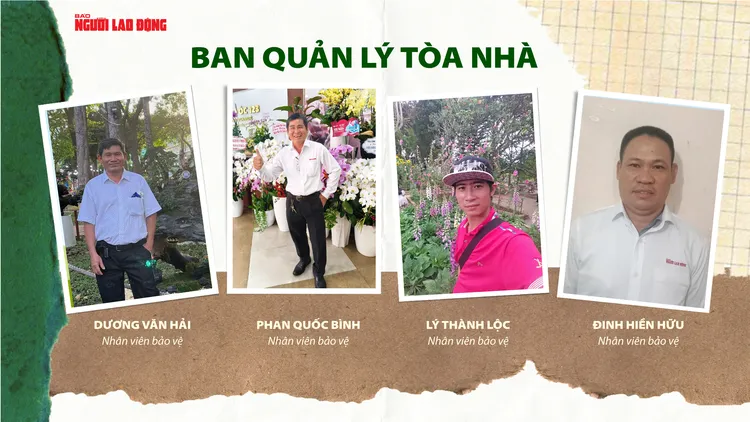 BÁO
NGƯỜI LAO ĐỘNG
BAN QUẢN LÝ TÒA NHÀ
DƯƠNG VĂN HẢI
Nhân viên bảo vệ
PHAN QUỐC BÌNH
Nhân viên bảo vệ
LÝ THÀNH LỘC
Nhân viên bảo vệ
ĐINH HIỀN HỮU
Nhân viên bảo vệ